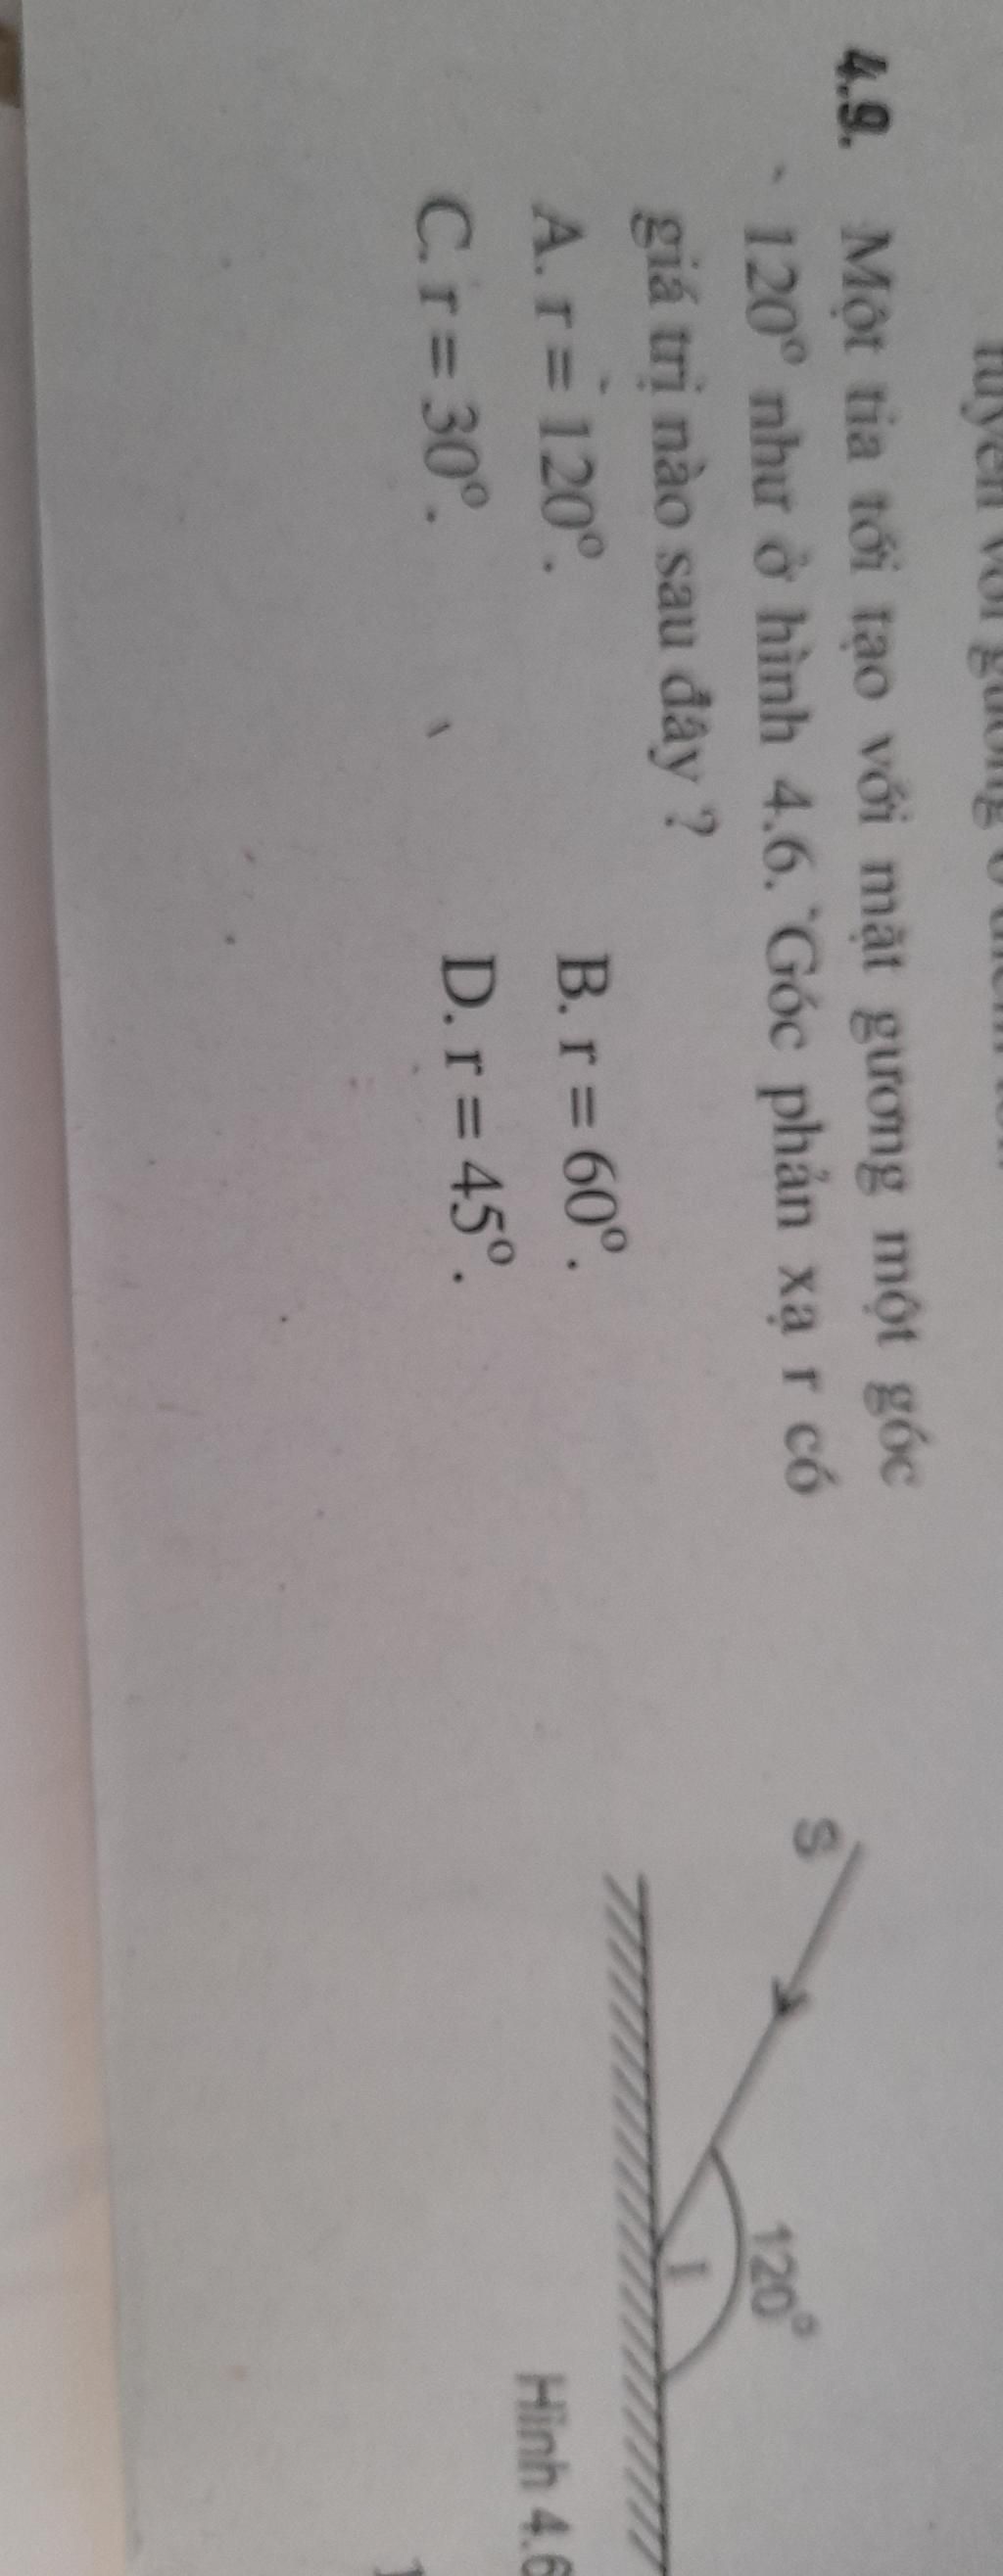 4.9. Một tia tới tạo với mặt gương một góc
120° như ở hình 4.6. Góc phản xạ r có
giá trị nào sau đây ?
A. r = 120°.
B. r = 60°.
C. r = 30°.
D. r = 45°.
S
120°
I
Hình 4.6